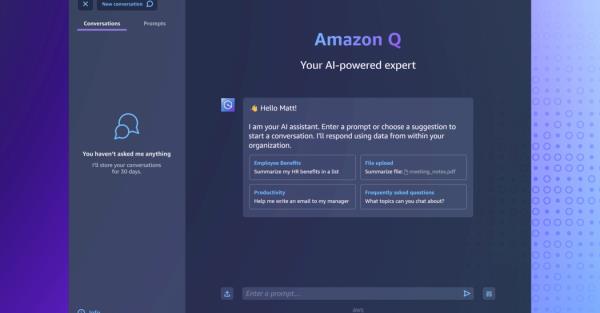 New conversation
Conversations
Prompts
You haven't asked me anything
I'll store your conversations
for 30 days.
Info
Amazon Q
Your AI-powered expert
👋 Hello Matt!
I am your AI assistant. Enter a prompt or choose a suggestion to
start a conversation. I'll respond using data from within your
organization.
Employee Benefits
Summarize my HR benefits in a list
File upload
Summarize file: meeting_notes.pdf
Productivity
Help me write an email to my manager
Frequently asked questions
What topics can you chat about?
Enter a prompt...
AWS